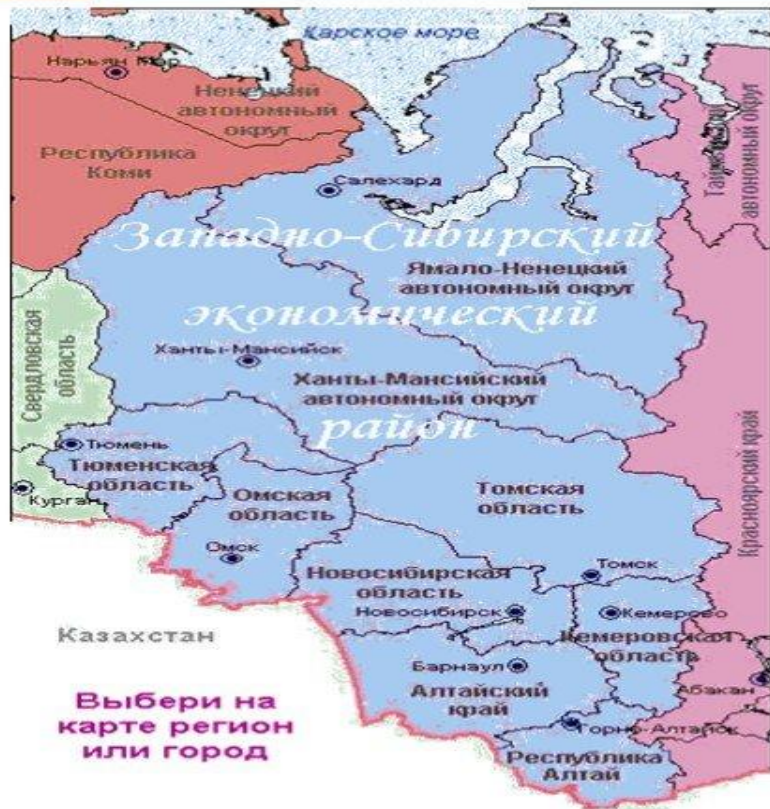 Карское море
Нарьян Мар
Ненецкий
автономный
округ
Республика
Коми
Таймырский
автономный округ
Салехард
Западно-Сибирский
Ямало-Ненецкий
автономный округ
экономический
Свердловская
область
Ханты-Мансийск
Ханты-Мансийский
автономный округ
район
Тюмень
Тюменская
область
Курган
Омская
область
Томская
область
Красноярский край
Омск
Томск
Новосибирская
область
Новосибирск
Кемерово
Кемеровская
область
Казахстан
Барнаул
Алтайский
край
Абакан
Выбери на
карте регион
или город
Горно-Алтайск
Республика
Алтай